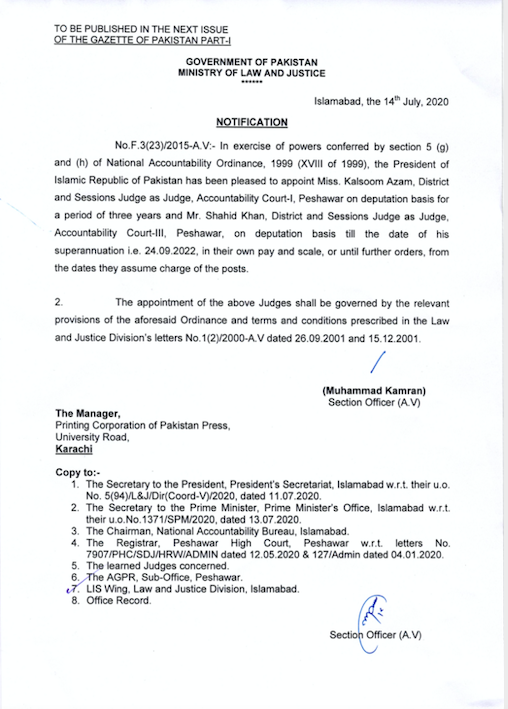 TO BE PUBLISHED IN THE NEXT ISSUE
OF THE GAZETTE OF PAKISTAN PART-I
GOVERNMENT OF PAKISTAN
MINISTRY OF LAW AND JUSTICE
******
Islamabad, the 14th July, 2020
NOTIFICATION
No.F.3(23)/2015-A.V:- In exercise of powers conferred by section 5 (g)
and (h) of National Accountability Ordinance, 1999 (XVIII of 1999), the President of
Islamic Republic of Pakistan has been pleased to appoint Miss. Kalsoom Azam, District
and Sessions Judge as Judge, Accountability Court-I, Peshawar on deputation basis for
a period of three years and Mr. Shahid Khan, District and Sessions Judge as Judge,
Accountability Court-III, Peshawar, on deputation basis till the date of his
superannuation i.e. 24.09.2022, in their own pay and scale, or until further orders, from
the dates they assume charge of the posts.
2. The appointment of the above Judges shall be governed by the relevant
provisions of the aforesaid Ordinance and terms and conditions prescribed in the Law
and Justice Division's letters No.1(2)/2000-A.V dated 26.09.2001 and 15.12.2001.
(Muhammad Kamran)
Section Officer (A.V)
The Manager,
Printing Corporation of Pakistan Press,
University Road,
Karachi
Copy to:-
1. The Secretary to the President, President's Secretariat, Islamabad w.r.t. their u.o.
No. 5(94)/L&J/Dir(Coord-V)/2020, dated 11.07.2020.
2. The Secretary to the Prime Minister, Prime Minister's Office, Islamabad w.r.t.
their u.o.No.1371/SPM/2020, dated 13.07.2020.
3. The Chairman, National Accountability Bureau, Islamabad.
4. The Registrar, Peshawar High Court, Peshawar w.r.t. letters No.
7907/PHC/SDJ/HRW/ADMIN dated 12.05.2020 & 127/Admin dated 04.01.2020.
5. The learned Judges concerned.
6. The AGPR, Sub-Office, Peshawar.
7. LIS Wing, Law and Justice Division, Islamabad.
8. Office Record.
Section Officer (A.V)